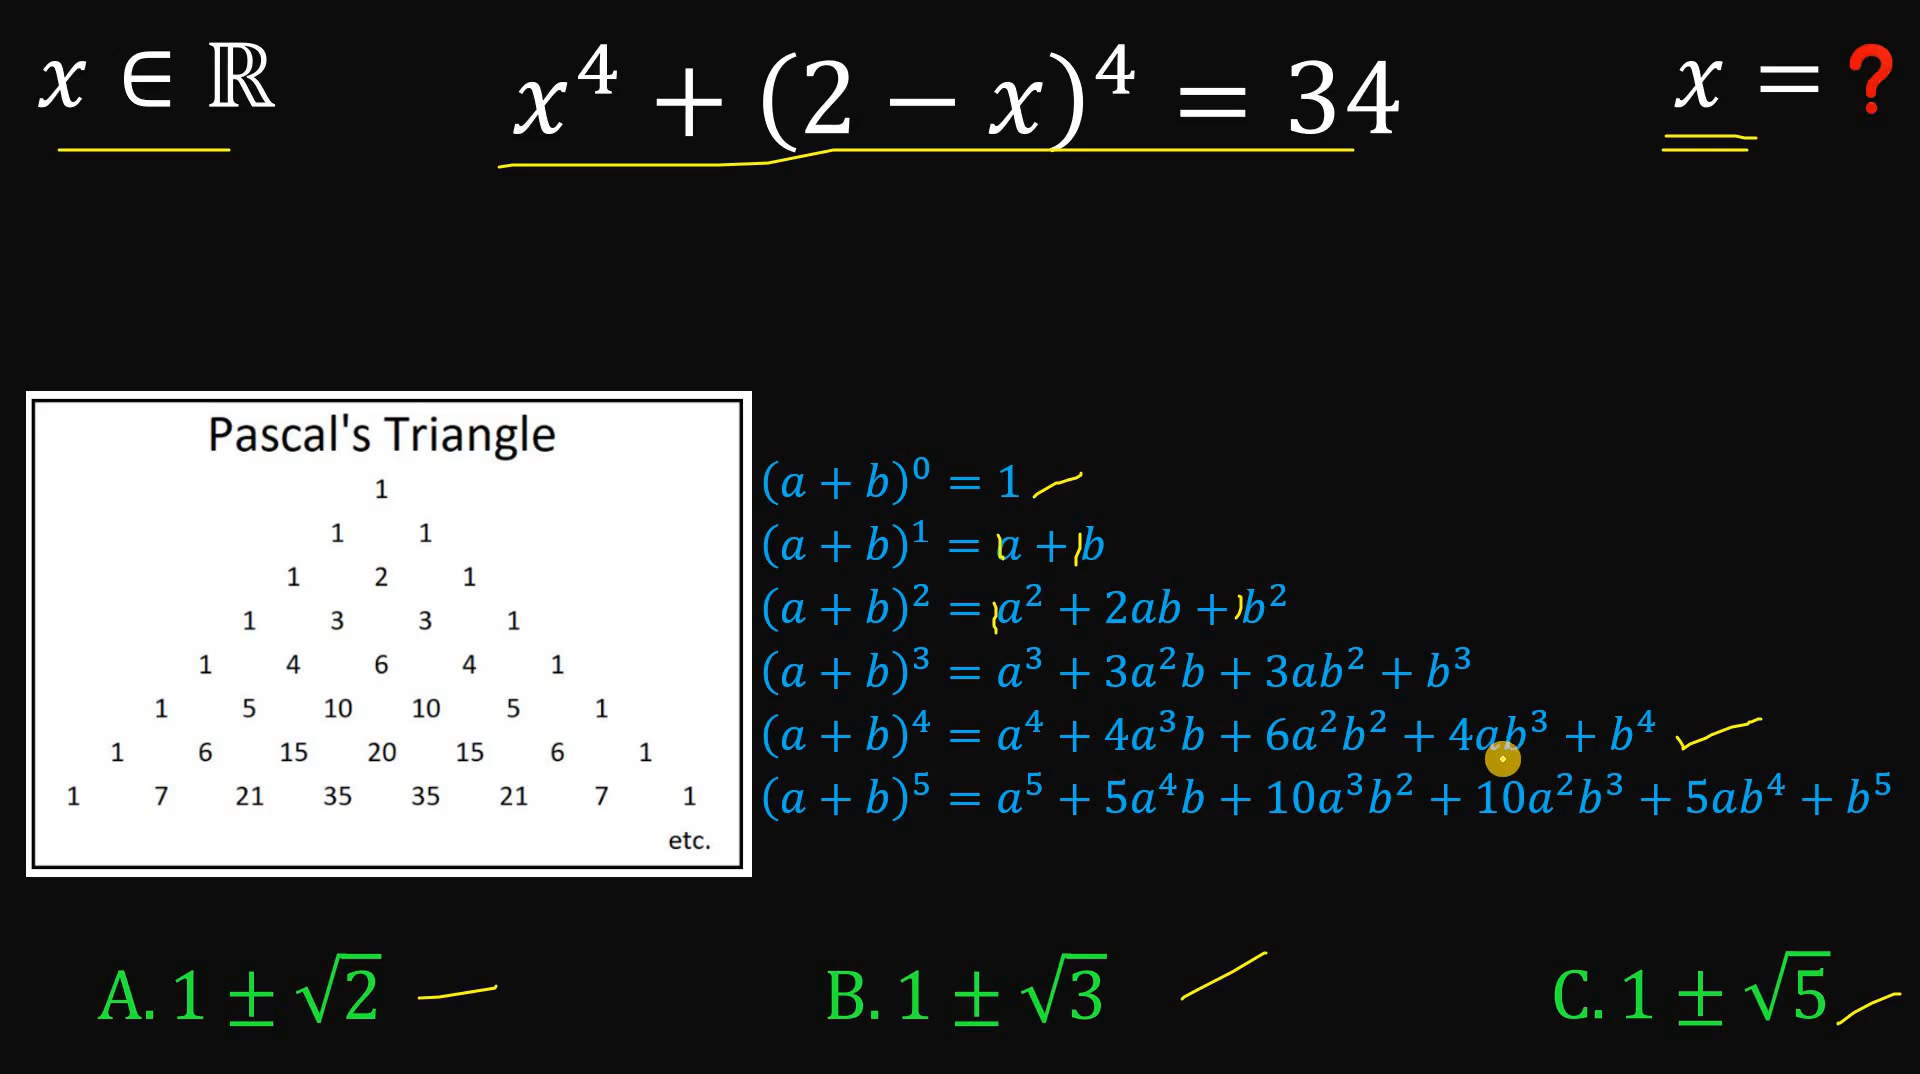 x ∈ ℝ
x⁴ + (2 − x)⁴ = 34
x = ?
Pascal's Triangle
1
1 1
1 2 1
1 3 3 1
1 4 6 4 1
1 5 10 10 5 1
1 6 15 20 15 6 1
1 7 21 35 35 21 7 1
etc.
(a + b)⁰ = 1
(a + b)¹ = a + b
(a + b)² = a² + 2ab + b²
(a + b)³ = a³ + 3a²b + 3ab² + b³
(a + b)⁴ = a⁴ + 4a³b + 6a²b² + 4ab³ + b⁴
(a + b)⁵ = a⁵ + 5a⁴b + 10a³b² + 10a²b³ + 5ab⁴ + b⁵
A. 1 ± √2
B. 1 ± √3
C. 1 ± √5